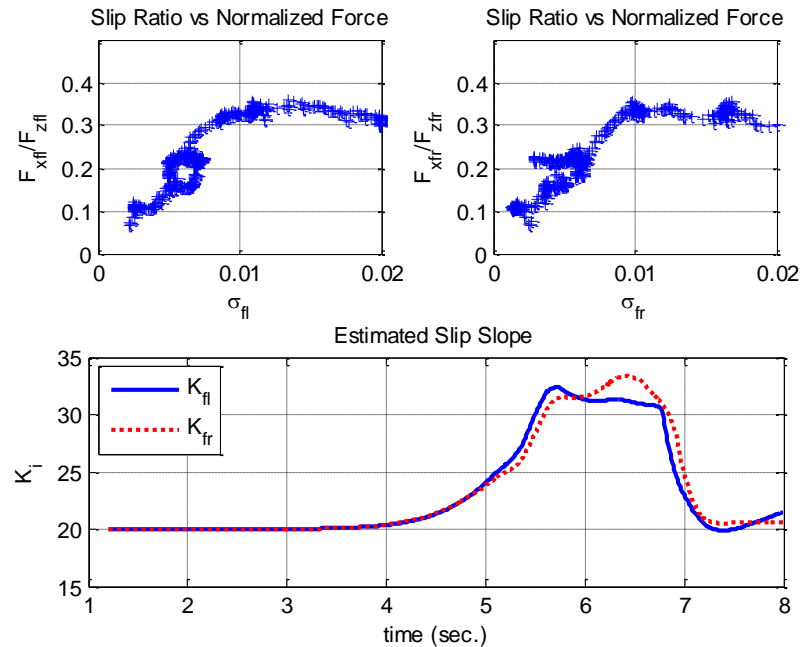 Slip Ratio vs Normalized Force
F_xfl/F_zfl
0.4
0.3
0.2
0.1
0
0 0.01 0.02
σ_fl
Slip Ratio vs Normalized Force
F_xfr/F_zfr
0.4
0.3
0.2
0.1
0
0 0.01 0.02
σ_fr
Estimated Slip Slope
K_i
35
30
25
20
15
K_fl
K_fr
1 2 3 4 5 6 7 8
time (sec.)